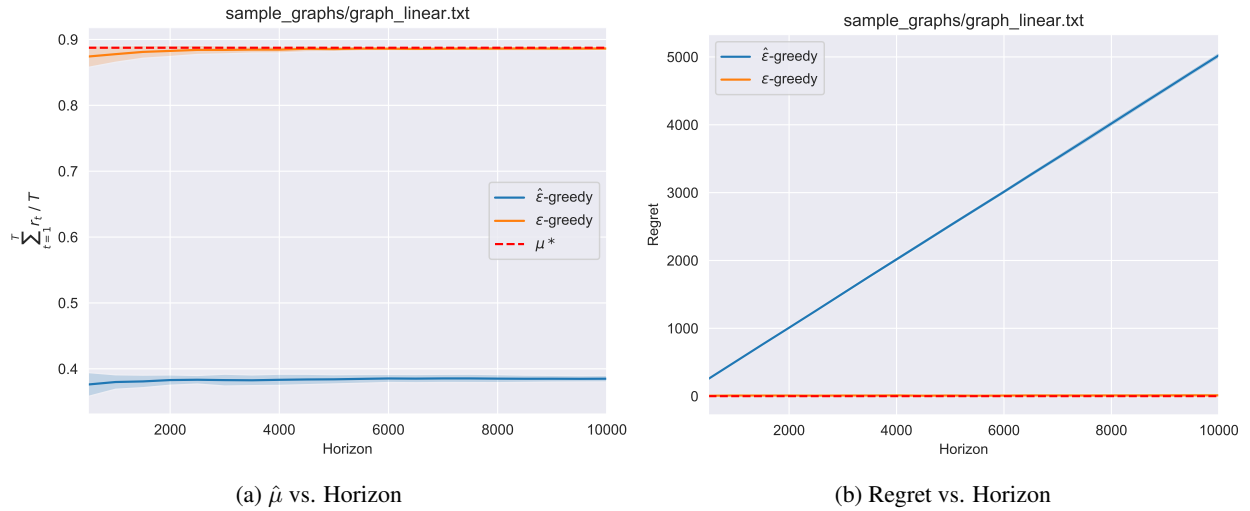 sample_graphs/graph_linear.txt
0.9
0.8
0.7
0.6
0.5
0.4
∑_{t=1}^{T} r_t / T
ε̂-greedy
ε-greedy
μ*
2000 4000 6000 8000 10000
Horizon
(a) μ̂ vs. Horizon
sample_graphs/graph_linear.txt
ε̂-greedy
ε-greedy
5000
4000
3000
2000
1000
0
Regret
2000 4000 6000 8000 10000
Horizon
(b) Regret vs. Horizon